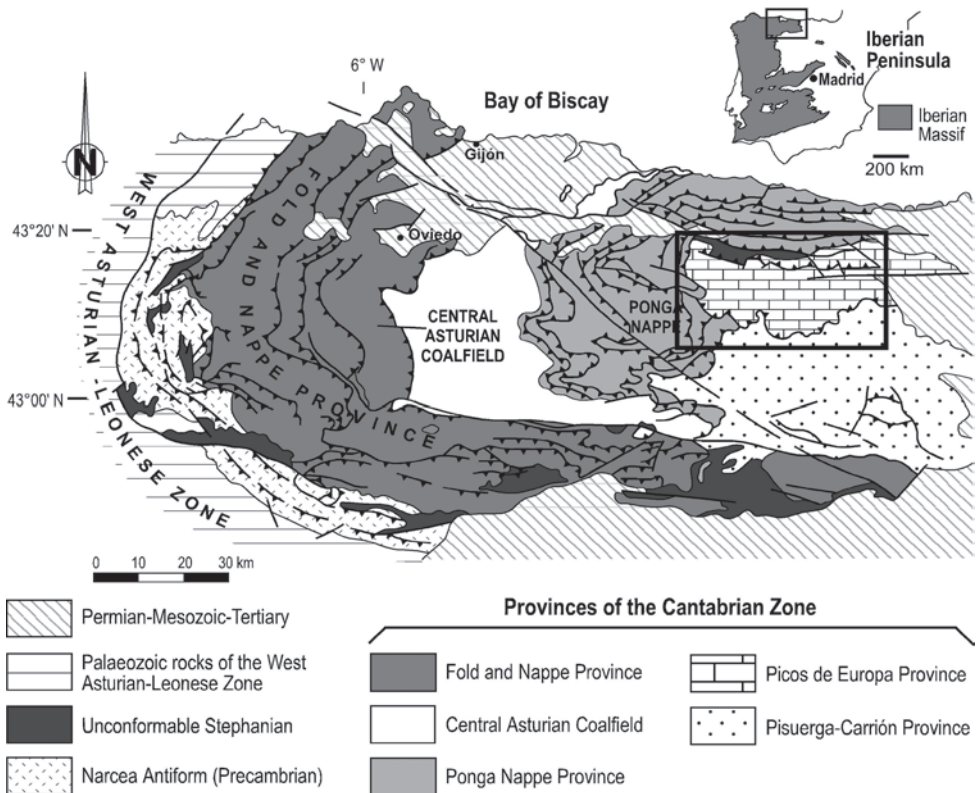 6° W
Bay of Biscay
Iberian
Peninsula
Madrid
Iberian
Massif
200 km
N
Gijón
43°20' N
Oviedo
WEST ASTURIAN-LEONESE ZONE
FOLD AND NAPPE PROVINCE
CENTRAL
ASTURIAN
COALFIELD
PONGA
NAPPE
43°00' N
0 10 20 30 km
Permian-Mesozoic-Tertiary
Palaeozoic rocks of the West
Asturian-Leonese Zone
Unconformable Stephanian
Narcea Antiform (Precambrian)
Provinces of the Cantabrian Zone
Fold and Nappe Province
Central Asturian Coalfield
Ponga Nappe Province
Picos de Europa Province
Pisuerga-Carrión Province